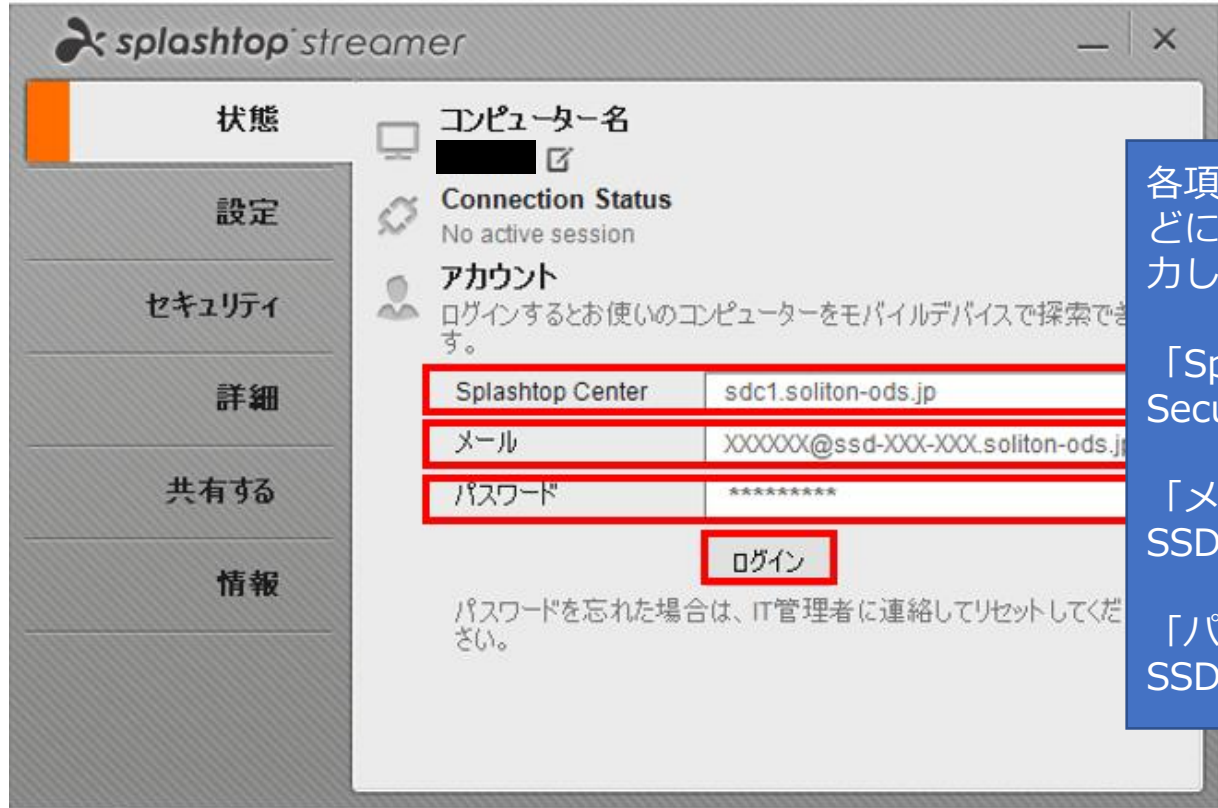 splashtop streamer
状態
設定
セキュリティ
詳細
共有する
情報
コンピューター名
Connection Status
No active session
アカウント
ログインするとお使いのコンピューターをモバイルデバイスで探索でき
す。
Splashtop Center sdc1.soliton-ods.jp
メール XXXXXX@ssd-XXX-XXX.soliton-ods.jp
パスワード *********
ログイン
パスワードを忘れた場合は、IT管理者に連絡してリセットしてくだ
さい。
各項
どに
力し
「Sp
Secu
「メ
SSD
「パ
SSD